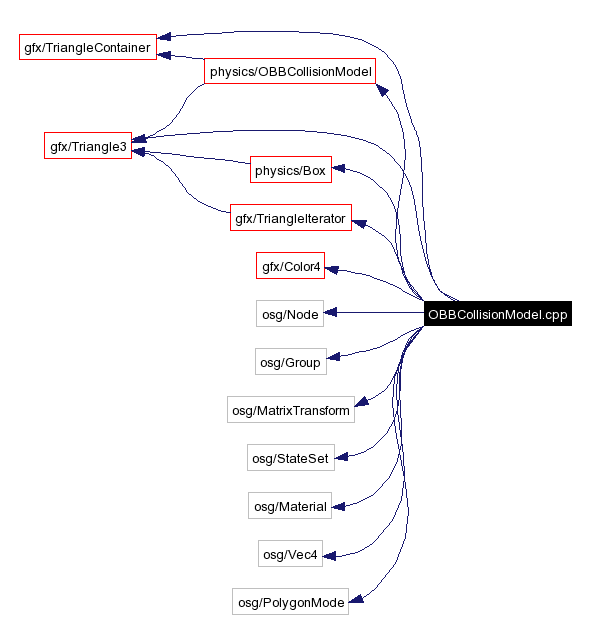 gfx/TriangleContainer
physics/OBBCollisionModel
gfx/Triangle3
physics/Box
gfx/TriangleIterator
gfx/Color4
osg/Node
OBBCollisionModel.cpp
osg/Group
osg/MatrixTransform
osg/StateSet
osg/Material
osg/Vec4
osg/PolygonMode